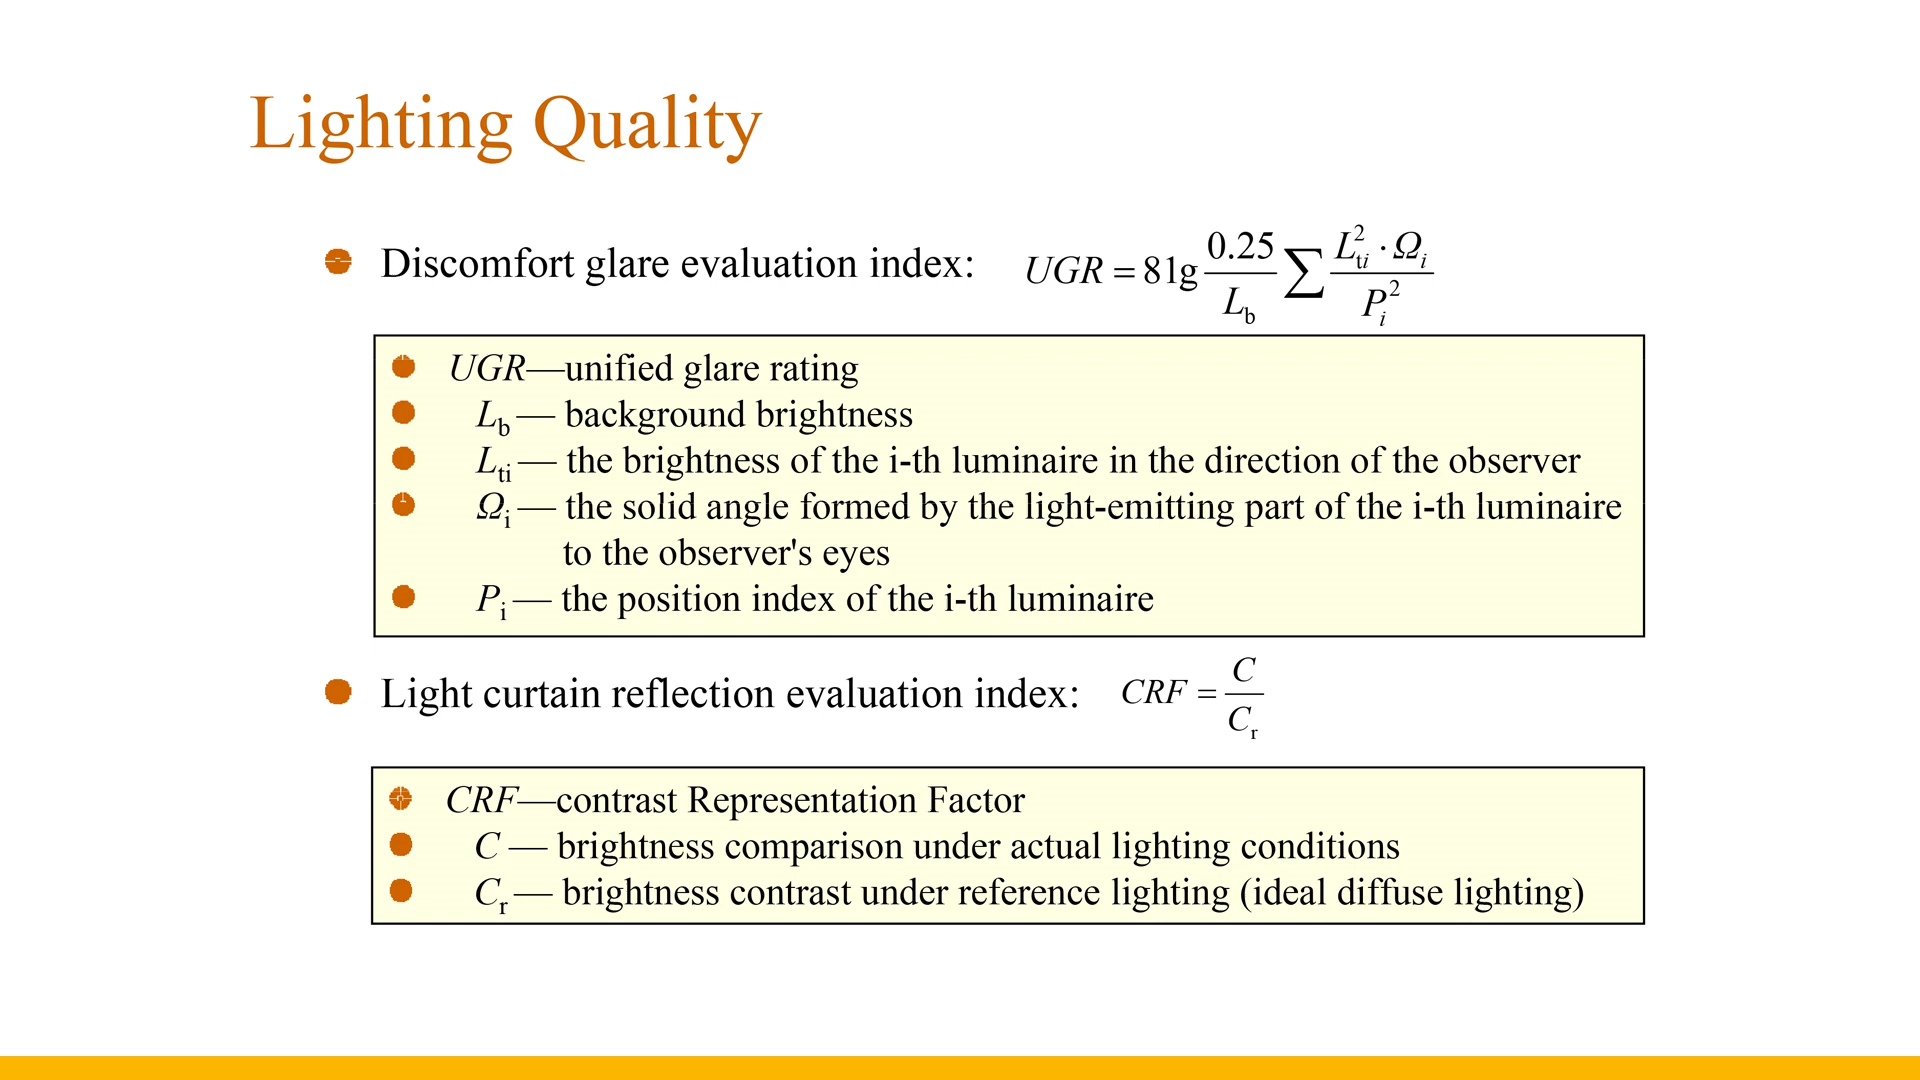 Lighting Quality
Discomfort glare evaluation index: UGR = 81g 0.25/L_b ∑ L_ti^2 · Ω_i / P_i^2
UGR—unified glare rating
L_b — background brightness
L_ti — the brightness of the i-th luminaire in the direction of the observer
Ω_i — the solid angle formed by the light-emitting part of the i-th luminaire
to the observer's eyes
P_i — the position index of the i-th luminaire
Light curtain reflection evaluation index: CRF = C/C_r
CRF—contrast Representation Factor
C — brightness comparison under actual lighting conditions
C_r — brightness contrast under reference lighting (ideal diffuse lighting)